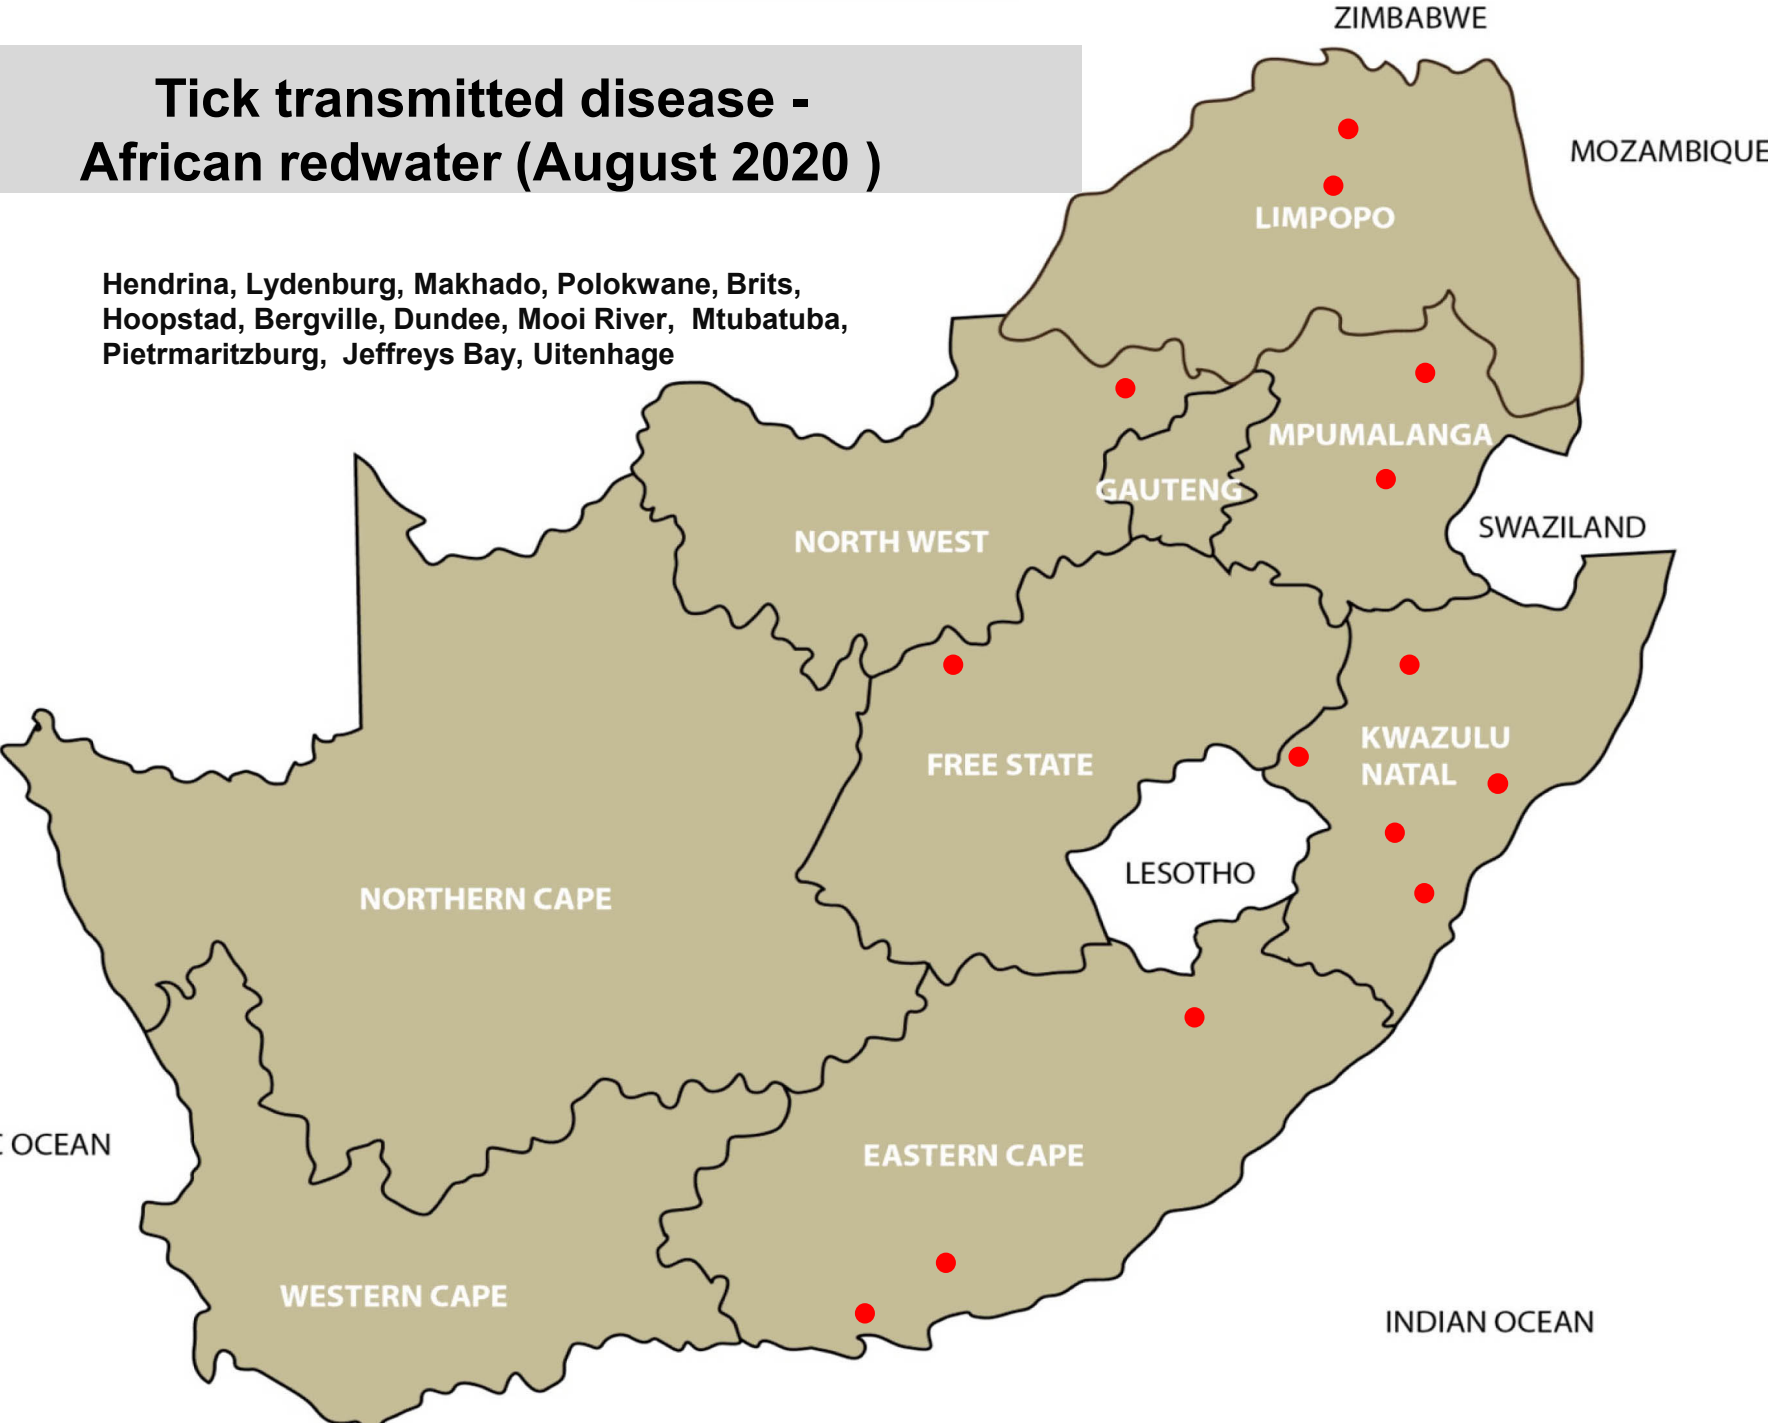 ZIMBABWE
Tick transmitted disease -
African redwater (August 2020 )
MOZAMBIQUE
LIMPOPO
Hendrina, Lydenburg, Makhado, Polokwane, Brits,
Hoopstad, Bergville, Dundee, Mooi River, Mtubatuba,
Pietrmaritzburg, Jeffreys Bay, Uitenhage
MPUMALANGA
GAUTENG
SWAZILAND
NORTH WEST
KWAZULU
NATAL
FREE STATE
LESOTHO
NORTHERN CAPE
OCEAN
EASTERN CAPE
WESTERN CAPE
INDIAN OCEAN